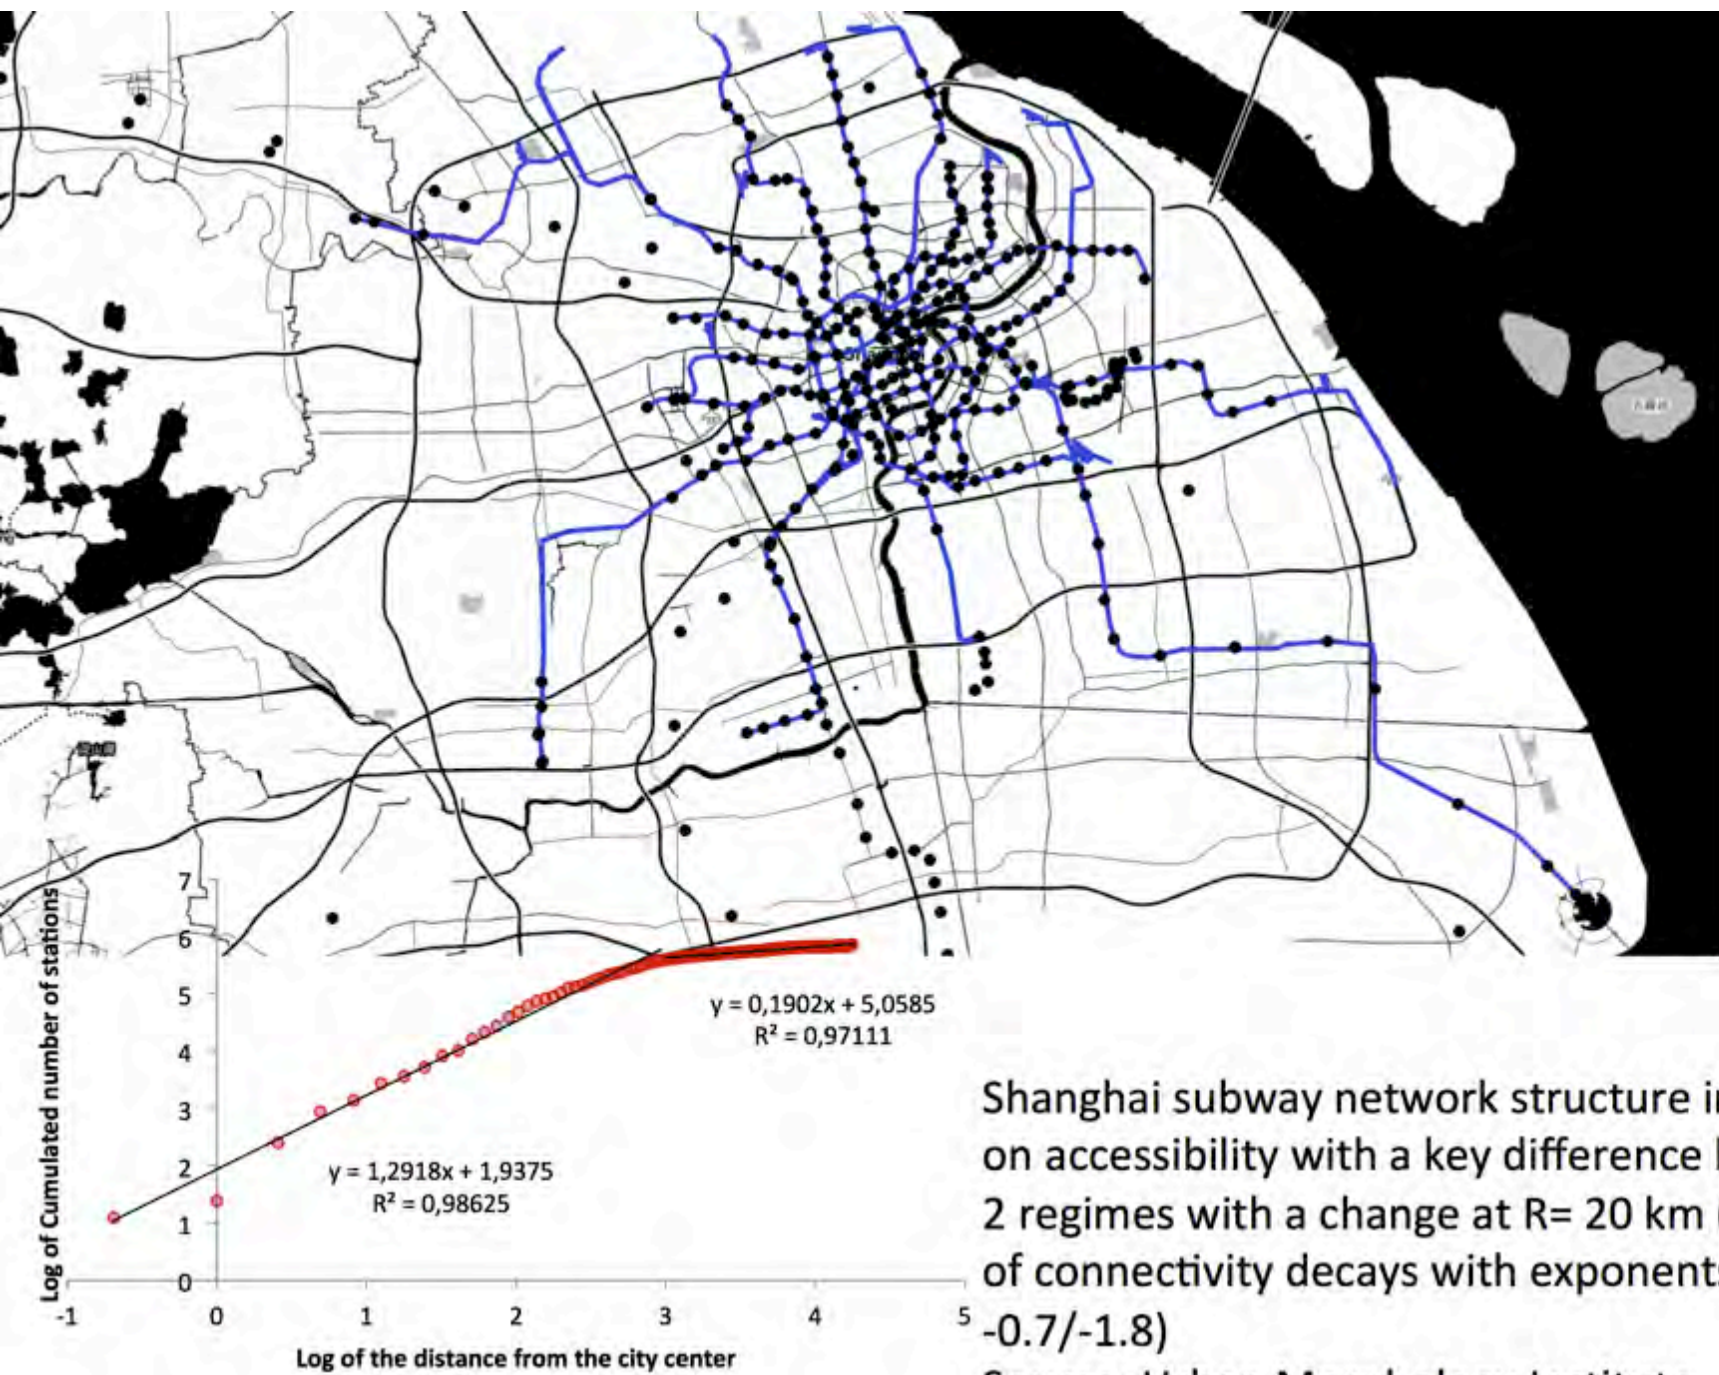 7
6
5
4
3
2
1
0
-1
0
1
2
3
4
5
Log of Cumulated number of stations
Log of the distance from the city center
y = 0,1902x + 5,0585
R² = 0,97111
y = 1,2918x + 1,9375
R² = 0,98625
Shanghai subway network structure
on accessibility with a key difference
2 regimes with a change at R= 20 km
of connectivity decays with exponents
-0.7/-1.8)